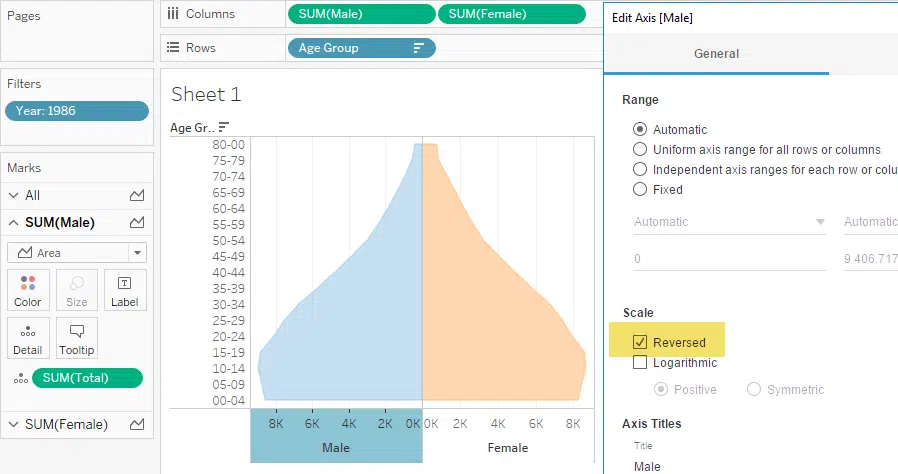 Pages
Columns
SUM(Male)
SUM(Female)
Rows
Age Group
Filters
Year: 1986
Marks
All
SUM(Male)
Area
Color
Size
Label
Detail
Tooltip
SUM(Total)
SUM(Female)
Sheet 1
Age Gr..
80-00
75-79
70-74
65-69
60-64
55-59
50-54
45-49
40-44
35-39
30-34
25-29
20-24
15-19
10-14
05-09
00-04
8K 6K 4K 2K 0K 0K 2K 4K 6K 8K
Male Female
Edit Axis [Male]
General
Range
Automatic
Uniform axis range for all rows or columns
Independent axis ranges for each row or colu
Fixed
Automatic Automatic
0 9 406.717
Scale
Reversed
Logarithmic
Positive Symmetric
Axis Titles
Title
Male